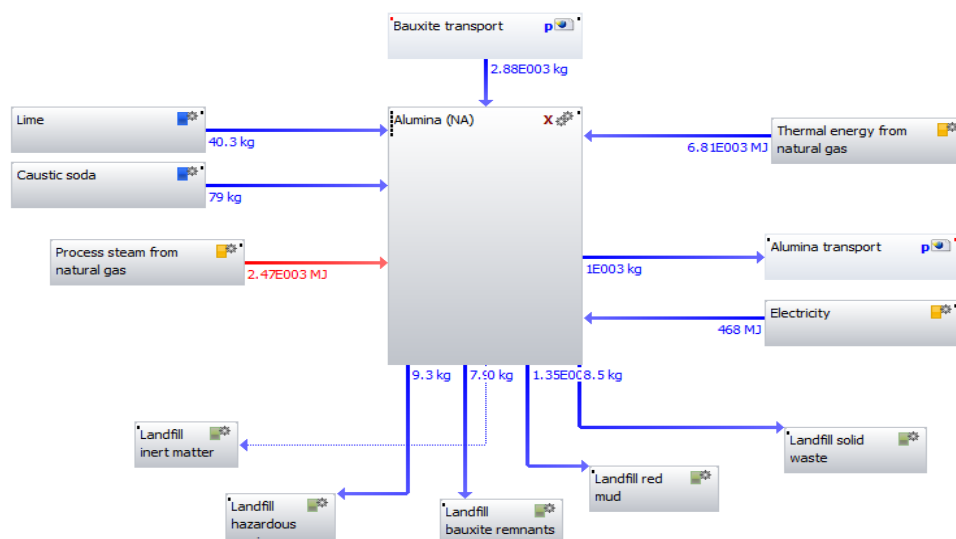 Bauxite transport
p
2.88E003 kg
Lime
40.3 kg
Alumina (NA)
X
Thermal energy from
natural gas
6.81E003 MJ
Caustic soda
79 kg
Process steam from
natural gas
2.47E003 MJ
Alumina transport
p
1E003 kg
Electricity
468 MJ
9.3 kg
kg
8.5 kg
Landfill
inert matter
Landfill solid
waste
Landfill red
mud
Landfill
hazardous
Landfill
bauxite remnants